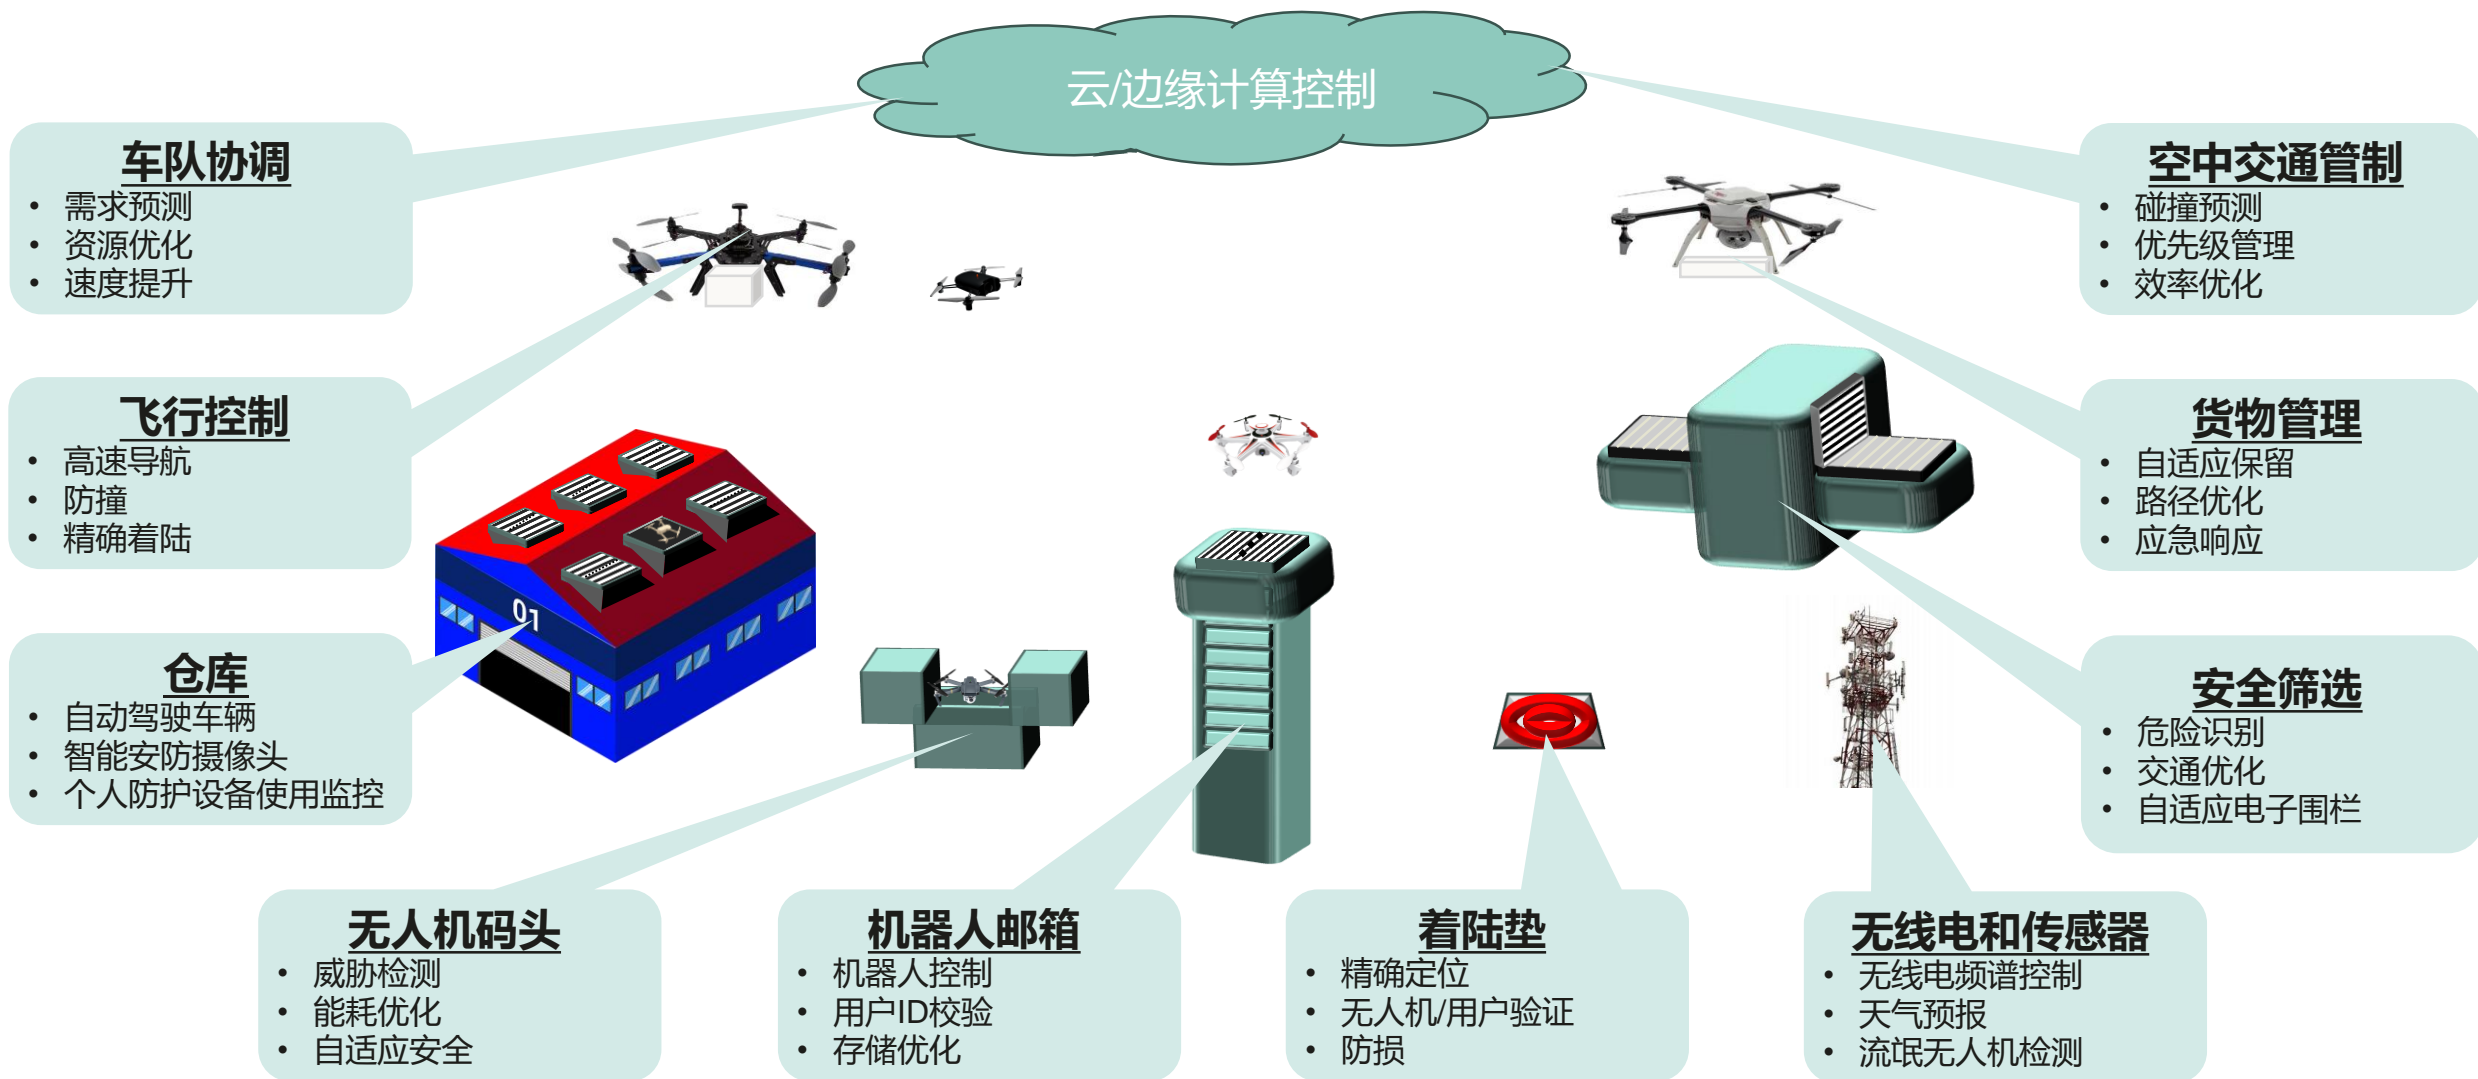 云/边缘计算控制
车队协调
• 需求预测
• 资源优化
• 速度提升
空中交通管制
• 碰撞预测
• 优先级管理
• 效率优化
飞行控制
• 高速导航
• 防撞
• 精确着陆
货物管理
• 自适应保留
• 路径优化
• 应急响应
01
仓库
• 自动驾驶车辆
• 智能安防摄像头
• 个人防护设备使用监控
安全筛选
• 危险识别
• 交通优化
• 自适应电子围栏
无人机码头
• 威胁检测
• 能耗优化
• 自适应安全
机器人邮箱
• 机器人控制
• 用户ID校验
• 存储优化
着陆垫
• 精确定位
• 无人机/用户验证
• 防损
无线电和传感器
• 无线电频谱控制
• 天气预报
• 流氓无人机检测